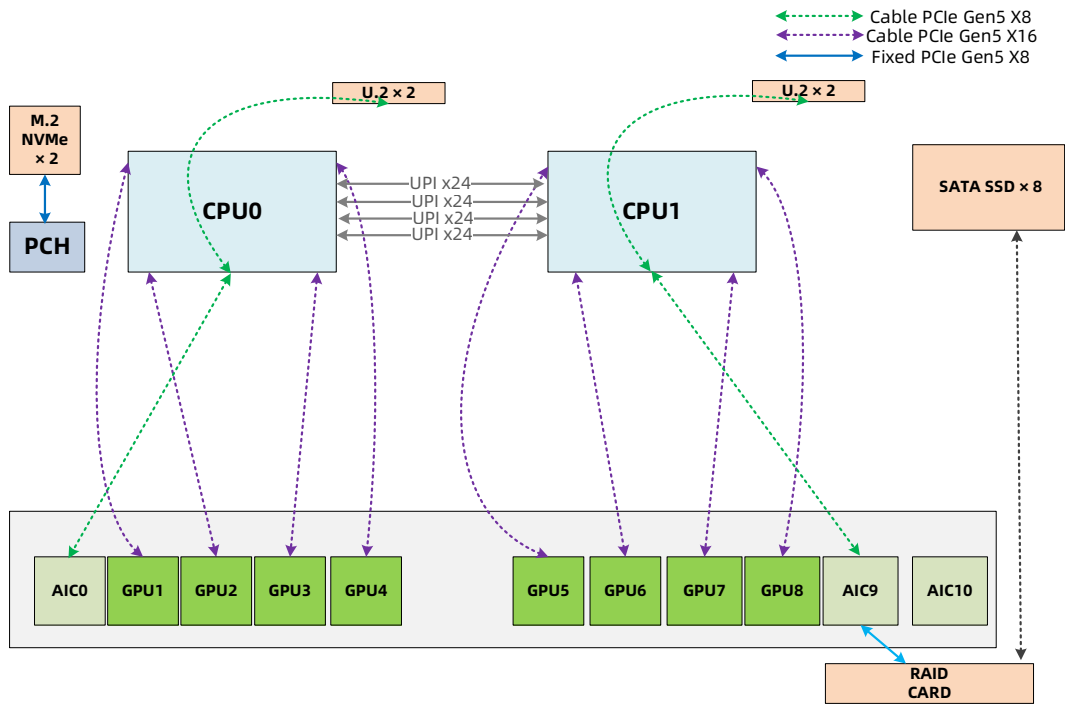 Cable PCIe Gen5 X8
Cable PCIe Gen5 X16
Fixed PCIe Gen5 X8
U.2 × 2
U.2 × 2
M.2
NVMe
× 2
PCH
CPU0
UPI x24
UPI x24
UPI x24
UPI x24
CPU1
SATA SSD × 8
AIC0
GPU1
GPU2
GPU3
GPU4
GPU5
GPU6
GPU7
GPU8
AIC9
AIC10
RAID
CARD